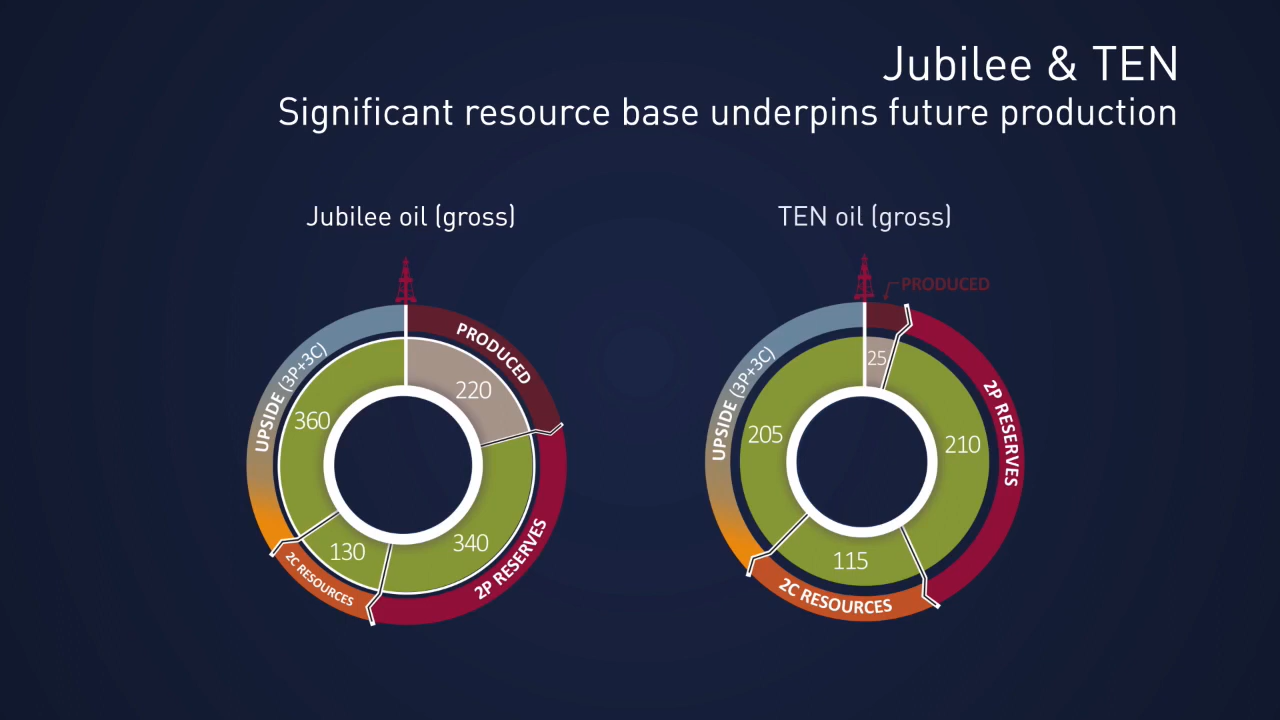 Jubilee & TEN
Significant resource base underpins future production
Jubilee oil (gross)
PRODUCED
220
2P RESERVES
340
2C RESOURCES
130
UPSIDE (3P+3C)
360
TEN oil (gross)
PRODUCED
25
2P RESERVES
210
2C RESOURCES
115
UPSIDE (3P+3C)
205